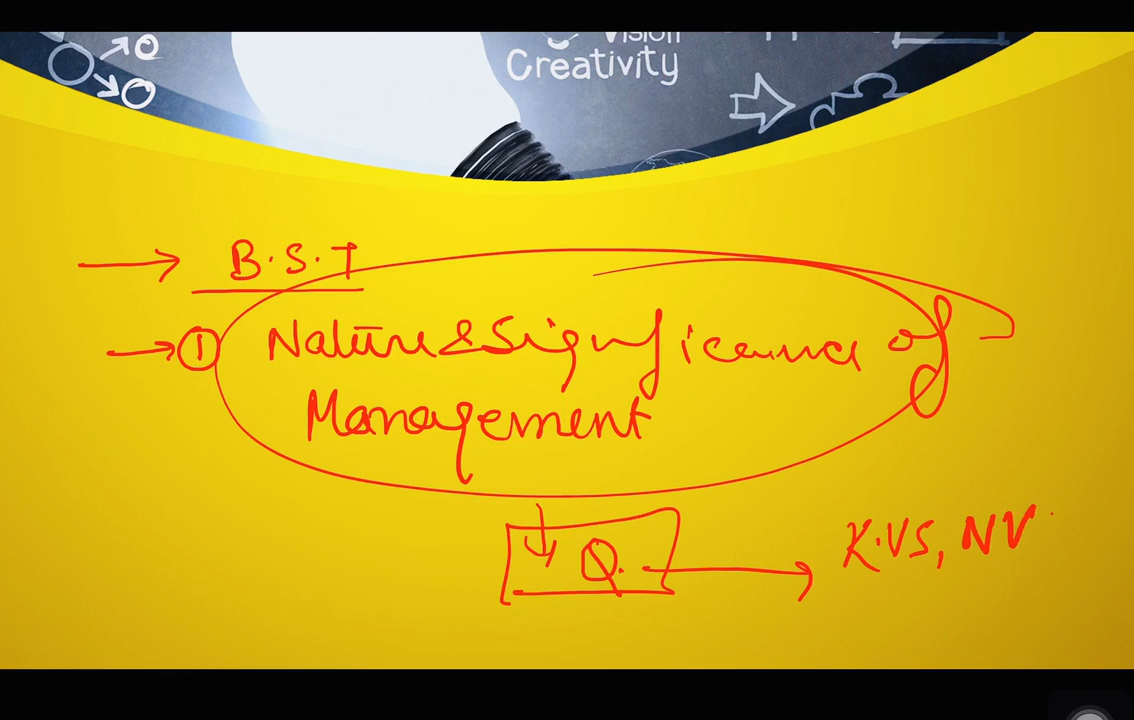 Vision
Creativity
B.S.T
① Nature & Significance of
Management
Q.
K.VS, NV